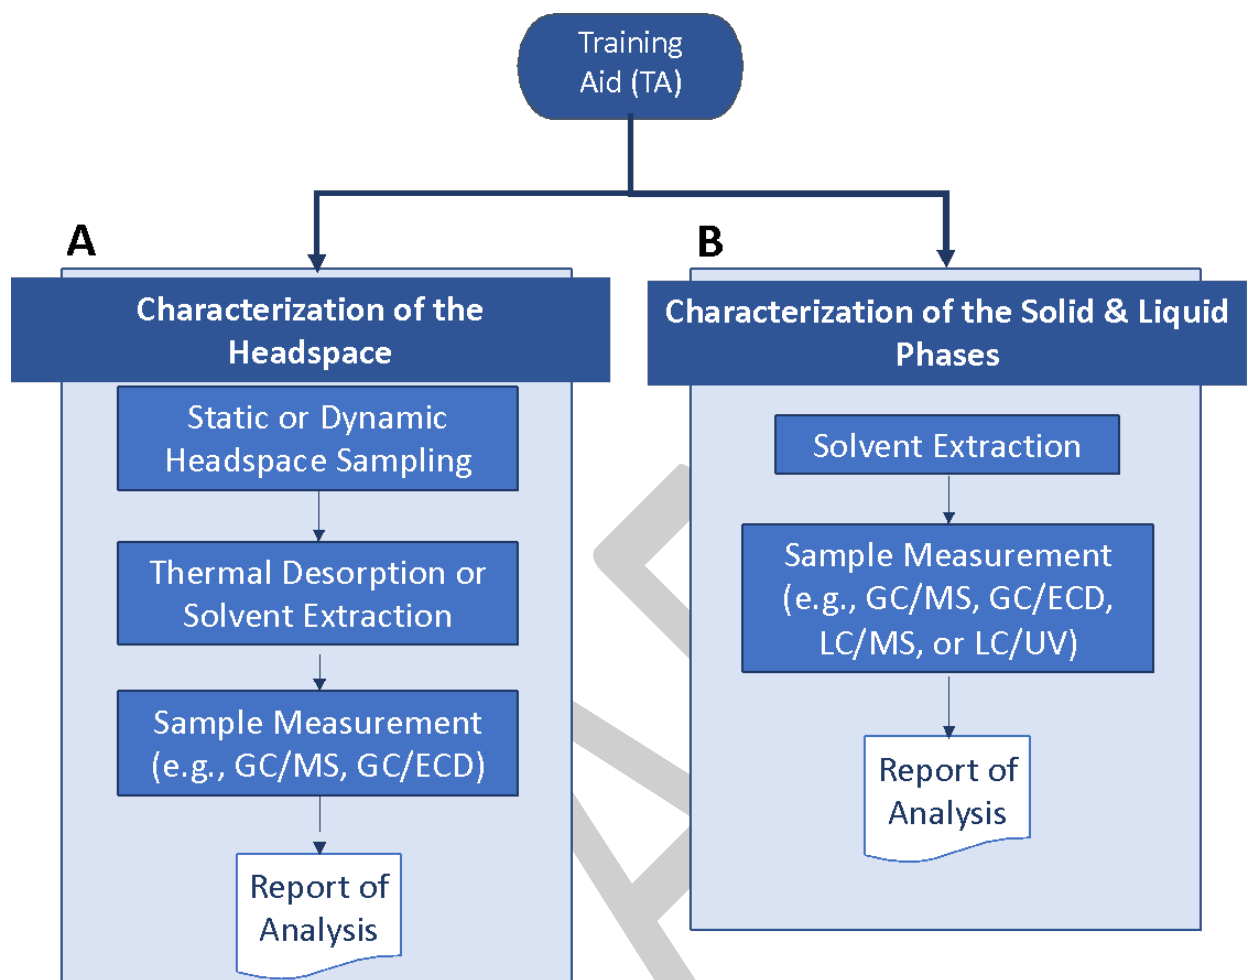 Training
Aid (TA)
A
Characterization of the
Headspace
Static or Dynamic
Headspace Sampling
Thermal Desorption or
Solvent Extraction
Sample Measurement
(e.g., GC/MS, GC/ECD)
Report of
Analysis
B
Characterization of the Solid & Liquid
Phases
Solvent Extraction
Sample Measurement
(e.g., GC/MS, GC/ECD,
LC/MS, or LC/UV)
Report of
Analysis